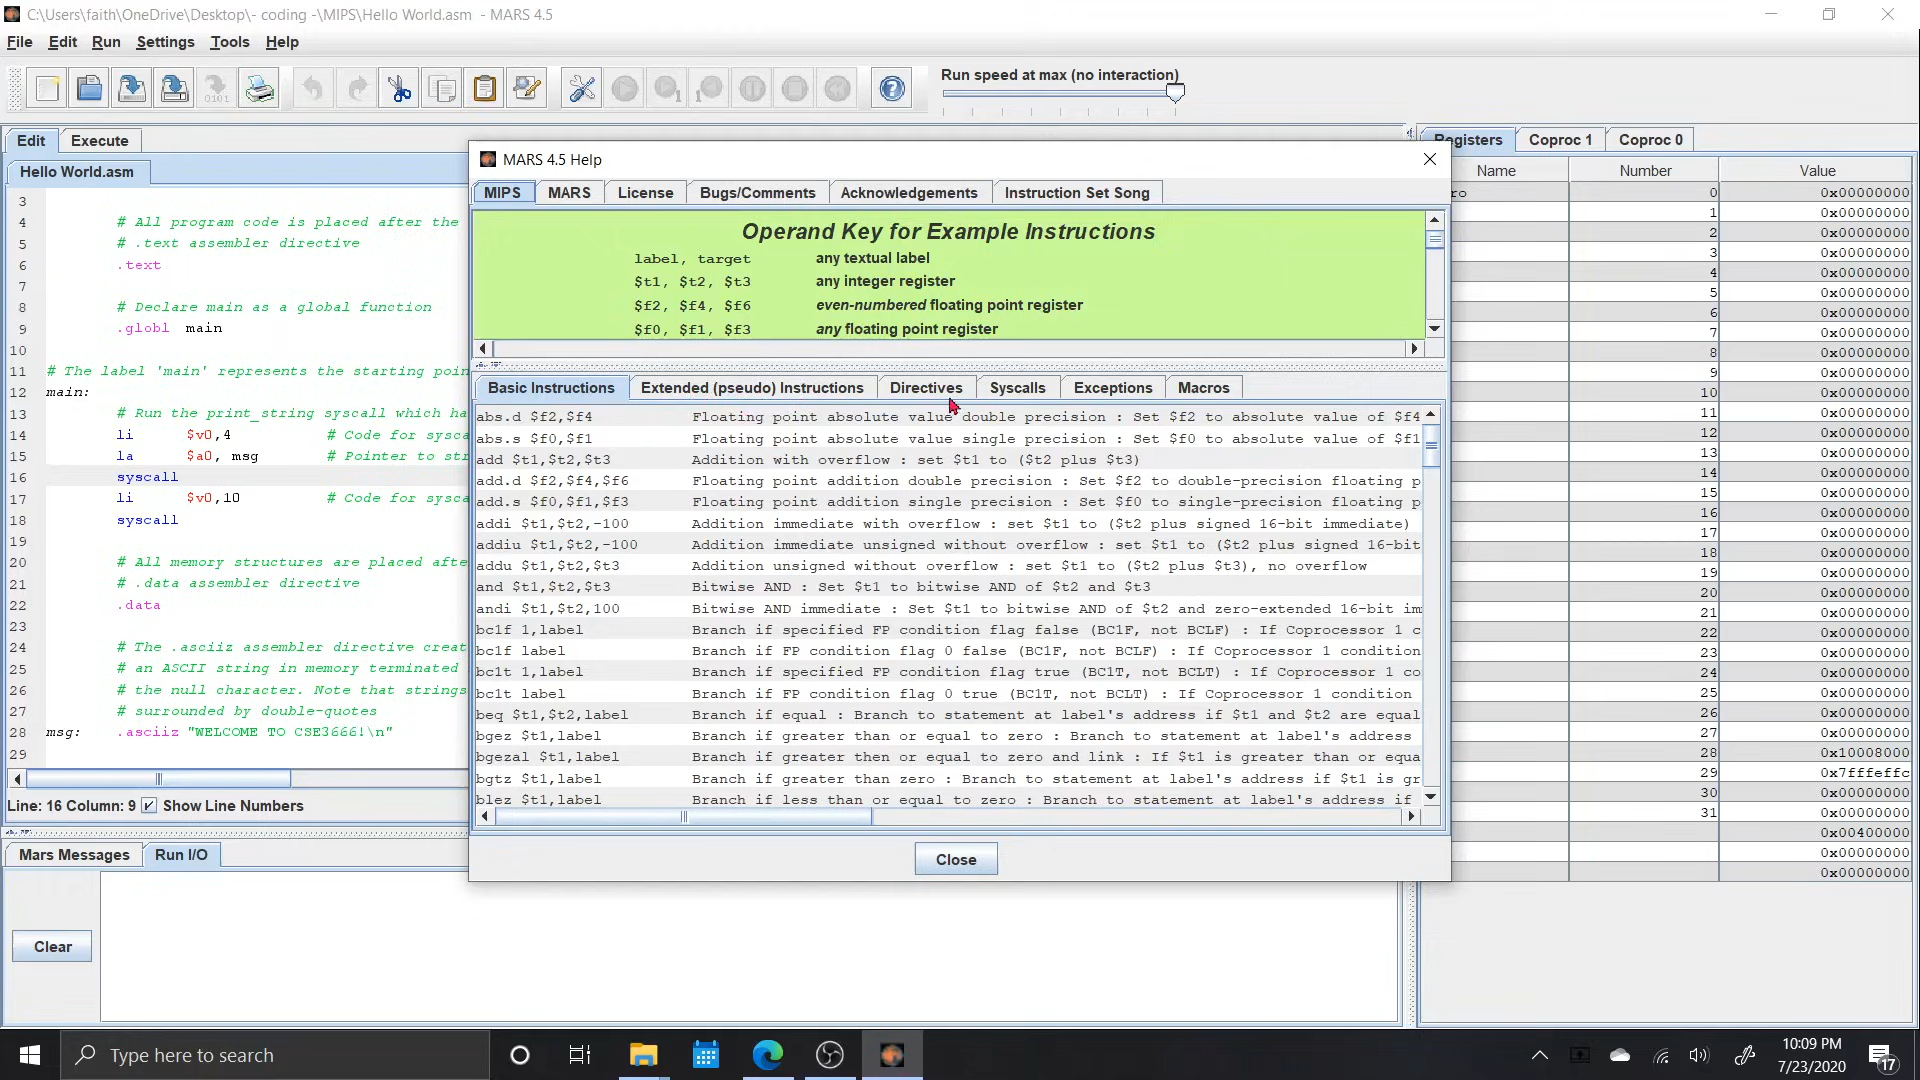 C:\Users\faith\OneDrive\Desktop\- coding -\MIPS\Hello World.asm - MARS 4.5
File Edit Run Settings Tools Help
Run speed at max (no interaction)
Edit Execute
Hello World.asm
3
4 # All program code is placed after the
5 # .text assembler directive
6 .text
7
8 # Declare main as a global function
9 .globl main
10
11 # The label 'main' represents the starting poin
12 main:
13 # Run the print_string syscall which ha
14 li $v0,4 # Code for sysca
15 la $a0, msg # Pointer to str
16 syscall
17 li $v0,10 # Code for sysca
18 syscall
19
20 # All memory structures are placed afte
21 # .data assembler directive
22 .data
23
24 # The .asciiz assembler directive creat
25 # an ASCII string in memory terminated
26 # the null character. Note that strings
27 # surrounded by double-quotes
28 msg: .asciiz "WELCOME TO CSE3666!\n"
29
Line: 16 Column: 9 Show Line Numbers
Mars Messages Run I/O
Clear
MARS 4.5 Help
MIPS MARS License Bugs/Comments Acknowledgements Instruction Set Song
Operand Key for Example Instructions
label, target any textual label
$t1, $t2, $t3 any integer register
$f2, $f4, $f6 even-numbered floating point register
$f0, $f1, $f3 any floating point register
Basic Instructions Extended (pseudo) Instructions Directives Syscalls Exceptions Macros
abs.d $f2,$f4 Floating point absolute value double precision : Set $f2 to absolute value of $f4
abs.s $f0,$f1 Floating point absolute value single precision : Set $f0 to absolute value of $f1
add $t1,$t2,$t3 Addition with overflow : set $t1 to ($t2 plus $t3)
add.d $f2,$f4,$f6 Floating point addition double precision : Set $f2 to double-precision floating p
add.s $f0,$f1,$f3 Floating point addition single precision : Set $f0 to single-precision floating p
addi $t1,$t2,-100 Addition immediate with overflow : set $t1 to ($t2 plus signed 16-bit immediate)
addiu $t1,$t2,-100 Addition immediate unsigned without overflow : set $t1 to ($t2 plus signed 16-bit
addu $t1,$t2,$t3 Addition unsigned without overflow : set $t1 to ($t2 plus $t3), no overflow
and $t1,$t2,$t3 Bitwise AND : Set $t1 to bitwise AND of $t2 and $t3
andi $t1,$t2,100 Bitwise AND immediate : Set $t1 to bitwise AND of $t2 and zero-extended 16-bit im
bc1f 1,label Branch if specified FP condition flag false (BC1F, not BCLF) : If Coprocessor 1 c
bc1f label Branch if FP condition flag 0 false (BC1F, not BCLF) : If Coprocessor 1 condition
bc1t 1,label Branch if specified FP condition flag true (BC1T, not BCLT) : If Coprocessor 1 co
bc1t label Branch if FP condition flag 0 true (BC1T, not BCLT) : If Coprocessor 1 condition
beq $t1,$t2,label Branch if equal : Branch to statement at label's address if $t1 and $t2 are equal
bgez $t1,label Branch if greater than or equal to zero : Branch to statement at label's address
bgezal $t1,label Branch if greater then or equal to zero and link : If $t1 is greater than or equa
bgtz $t1,label Branch if greater than zero : Branch to statement at label's address if $t1 is gr
blez $t1,label Branch if less than or equal to zero : Branch to statement at label's address if
Close
Registers Coproc 1 Coproc 0
Name Number Value
ro 0 0x00000000
1 0x00000000
2 0x00000000
3 0x00000000
4 0x00000000
5 0x00000000
6 0x00000000
7 0x00000000
8 0x00000000
9 0x00000000
10 0x00000000
11 0x00000000
12 0x00000000
13 0x00000000
14 0x00000000
15 0x00000000
16 0x00000000
17 0x00000000
18 0x00000000
19 0x00000000
20 0x00000000
21 0x00000000
22 0x00000000
23 0x00000000
24 0x00000000
25 0x00000000
26 0x00000000
27 0x00000000
28 0x10008000
29 0x7fffeffc
30 0x00000000
31 0x00000000
0x00400000
0x00000000
0x00000000
Type here to search
10:09 PM
7/23/2020
17